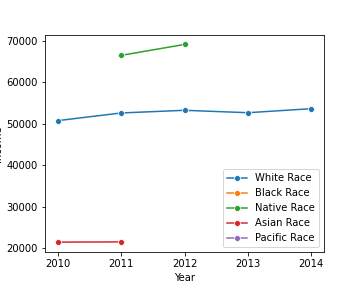 70000
60000
50000
40000
30000
20000
2010
2011
2012
2013
2014
Year
White Race
Black Race
Native Race
Asian Race
Pacific Race